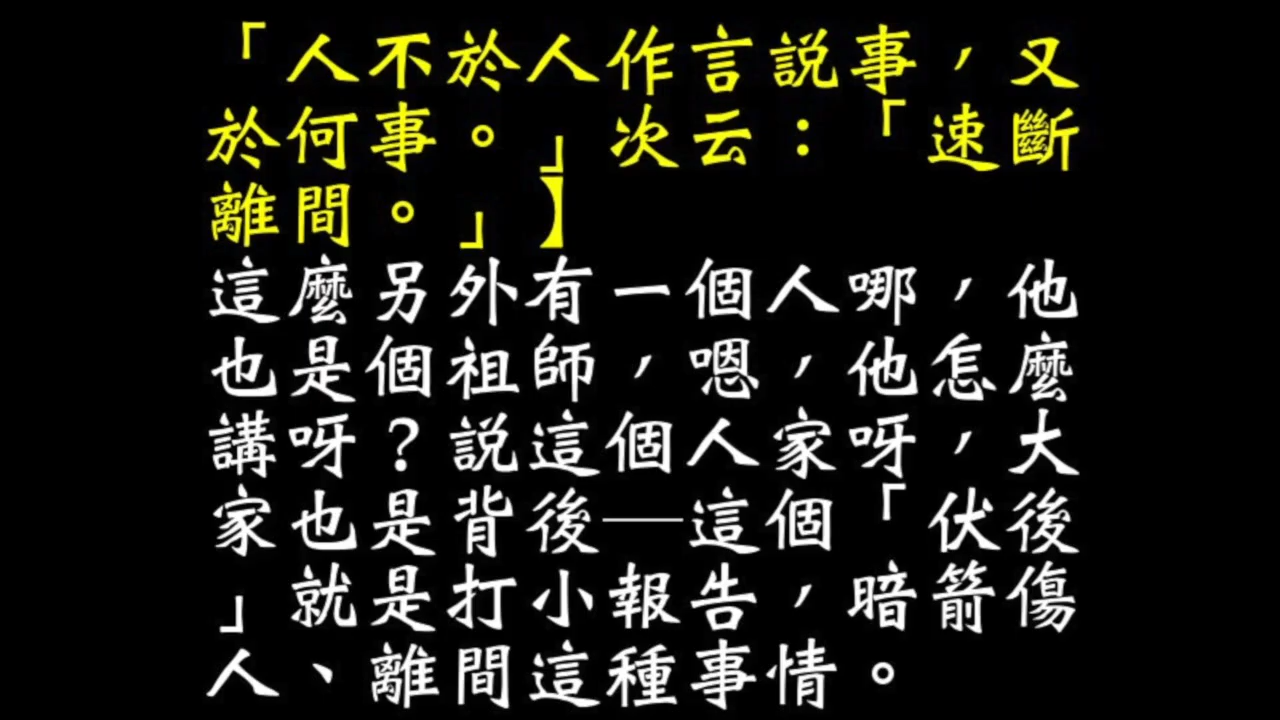 「人不於人作言説事，又
於何事。」次云：「速斷
離間。」】
這麼另外有一個人哪，他
也是個祖師，嗯，他怎麼
講呀？説這個人家呀，大
家也是背後──這個「伏後
」就是打小報告，暗箭傷
人、離間這種事情。